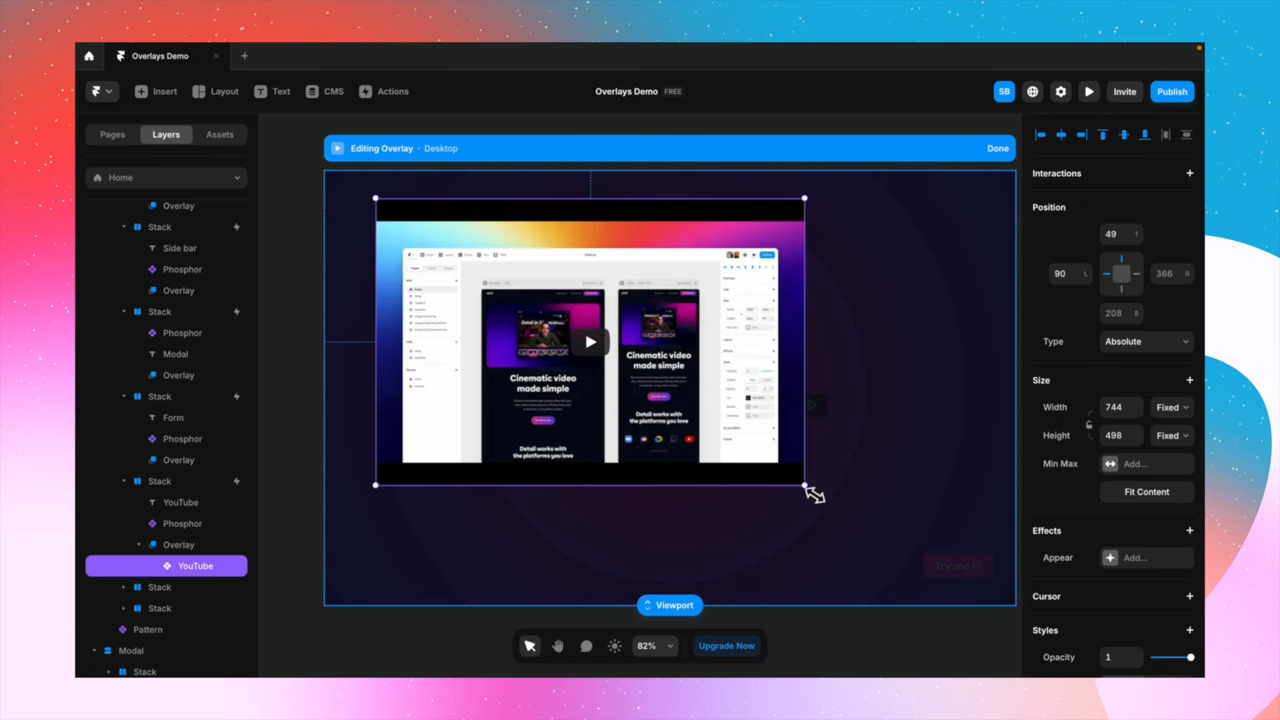 Overlays Demo
Insert
Layout
Text
CMS
Actions
Overlays Demo FREE
SB
Invite
Publish
Pages
Layers
Assets
Home
Overlay
Stack
Side bar
Phosphor
Overlay
Stack
Phosphor
Modal
Overlay
Stack
Form
Phosphor
Overlay
Stack
YouTube
Phosphor
Overlay
YouTube
Stack
Stack
Pattern
Modal
Stack
Editing Overlay · Desktop
Done
Cinematic video
made simple
Detail works with
the platforms you love
Cinematic video
made simple
Detail works with
the platforms you love
Try me
Viewport
82%
Upgrade Now
Interactions
Position
49 T
90 L
366 R
208 B
Type
Absolute
Size
Width 744 Fixed
Height 498 Fixed
Min Max Add...
Fit Content
Effects
Appear Add...
Cursor
Styles
Opacity 1